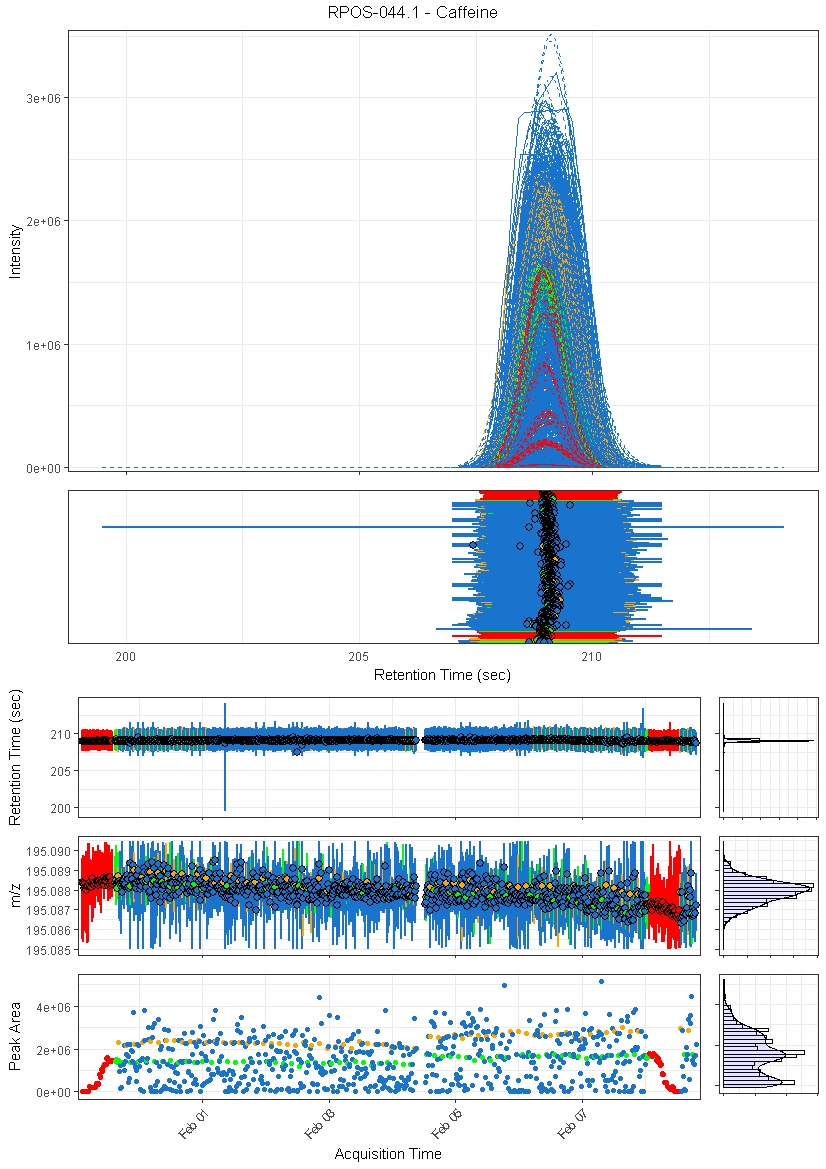 RPOS-044.1 - Caffeine
Intensity
3e+06
2e+06
1e+06
0e+00
200
205
210
Retention Time (sec)
Retention Time (sec)
210
205
200
m/z
195.090
195.089
195.088
195.087
195.086
195.085
Peak Area
4e+06
2e+06
0e+00
Feb 01
Feb 03
Feb 05
Feb 07
Acquisition Time